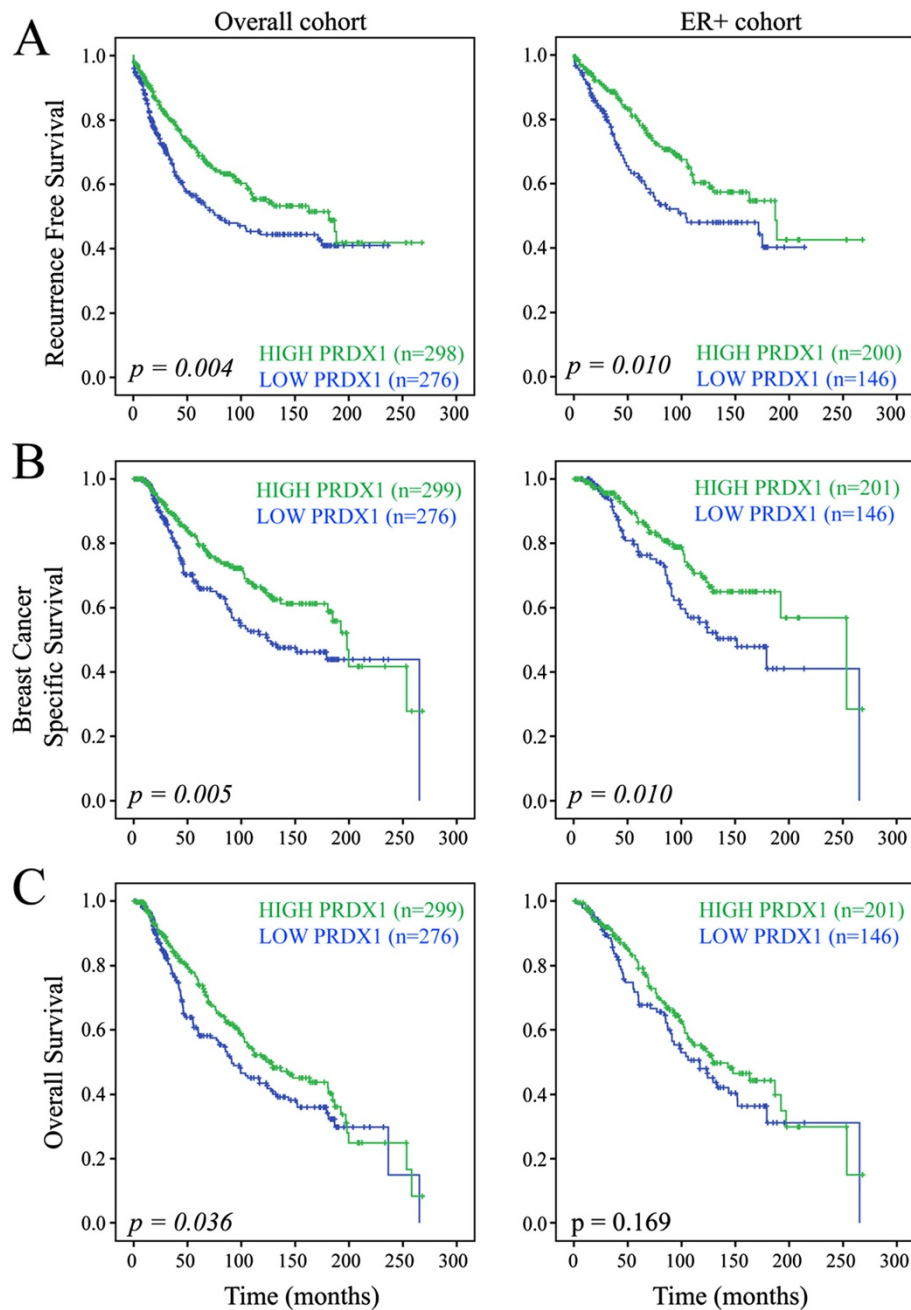 Overall cohort
ER+ cohort
A
Recurrence Free Survival
1.0
0.8
0.6
0.4
0.2
0.0
p = 0.004
HIGH PRDX1 (n=298)
LOW PRDX1 (n=276)
0 50 100 150 200 250 300
1.0
0.8
0.6
0.4
0.2
0.0
p = 0.010
HIGH PRDX1 (n=200)
LOW PRDX1 (n=146)
0 50 100 150 200 250 300
B
Breast Cancer
Specific Survival
1.0
0.8
0.6
0.4
0.2
0.0
HIGH PRDX1 (n=299)
LOW PRDX1 (n=276)
p = 0.005
0 50 100 150 200 250 300
1.0
0.8
0.6
0.4
0.2
0.0
HIGH PRDX1 (n=201)
LOW PRDX1 (n=146)
p = 0.010
0 50 100 150 200 250 300
C
Overall Survival
1.0
0.8
0.6
0.4
0.2
0.0
HIGH PRDX1 (n=299)
LOW PRDX1 (n=276)
p = 0.036
0 50 100 150 200 250 300
Time (months)
1.0
0.8
0.6
0.4
0.2
0.0
HIGH PRDX1 (n=201)
LOW PRDX1 (n=146)
p = 0.169
0 50 100 150 200 250 300
Time (months)